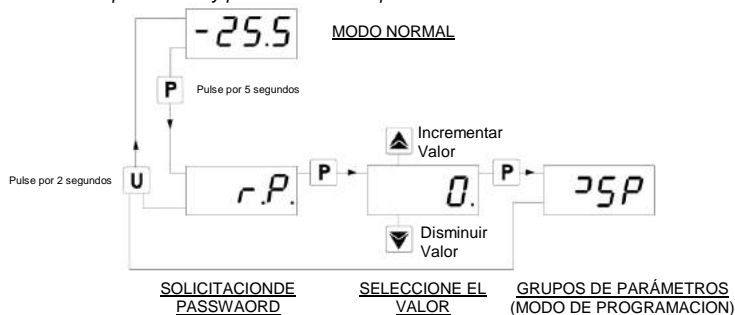 -25.5
MODO NORMAL
P
Pulse por 5 segundos
Incrementar
Valor
Pulse por 2 segundos
U
r.P.
P
0.
P
Disminuir
Valor
SOLICITACIONDE
PASSWAORD
SELECCIONE EL
VALOR
GRUPOS DE PARÁMETROS
(MODO DE PROGRAMACION)